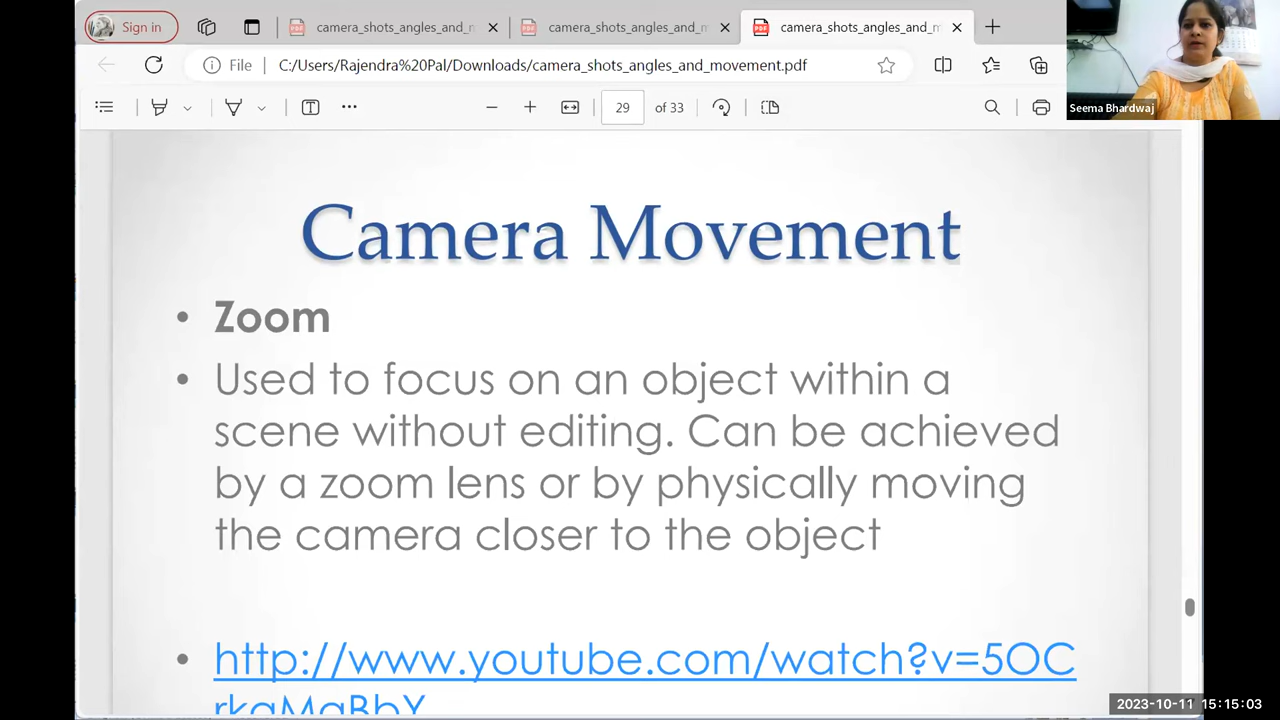 Sign in
camera_shots_angles_and_n
camera_shots_angles_and_m
camera_shots_angles_and_m
File
C:/Users/Rajendra%20Pal/Downloads/camera_shots_angles_and_movement.pdf
29
of 33
Seema Bhardwaj
Camera Movement
• Zoom
• Used to focus on an object within a
scene without editing. Can be achieved
by a zoom lens or by physically moving
the camera closer to the object
• http://www.youtube.com/watch?v=5OC
2023-10-11 15:15:03